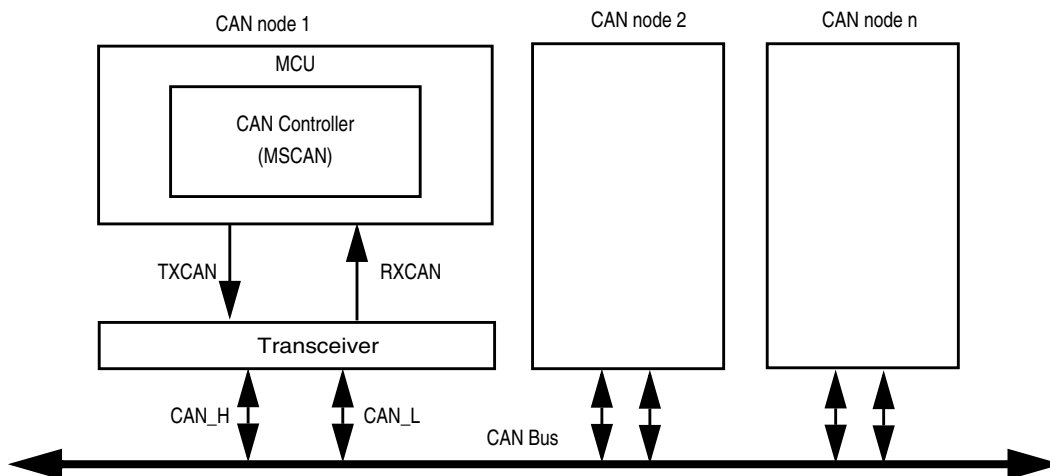 CAN node 1
CAN node 2
CAN node n
MCU
CAN Controller
(MSCAN)
TXCAN
RXCAN
Transceiver
CAN_H
CAN_L
CAN Bus